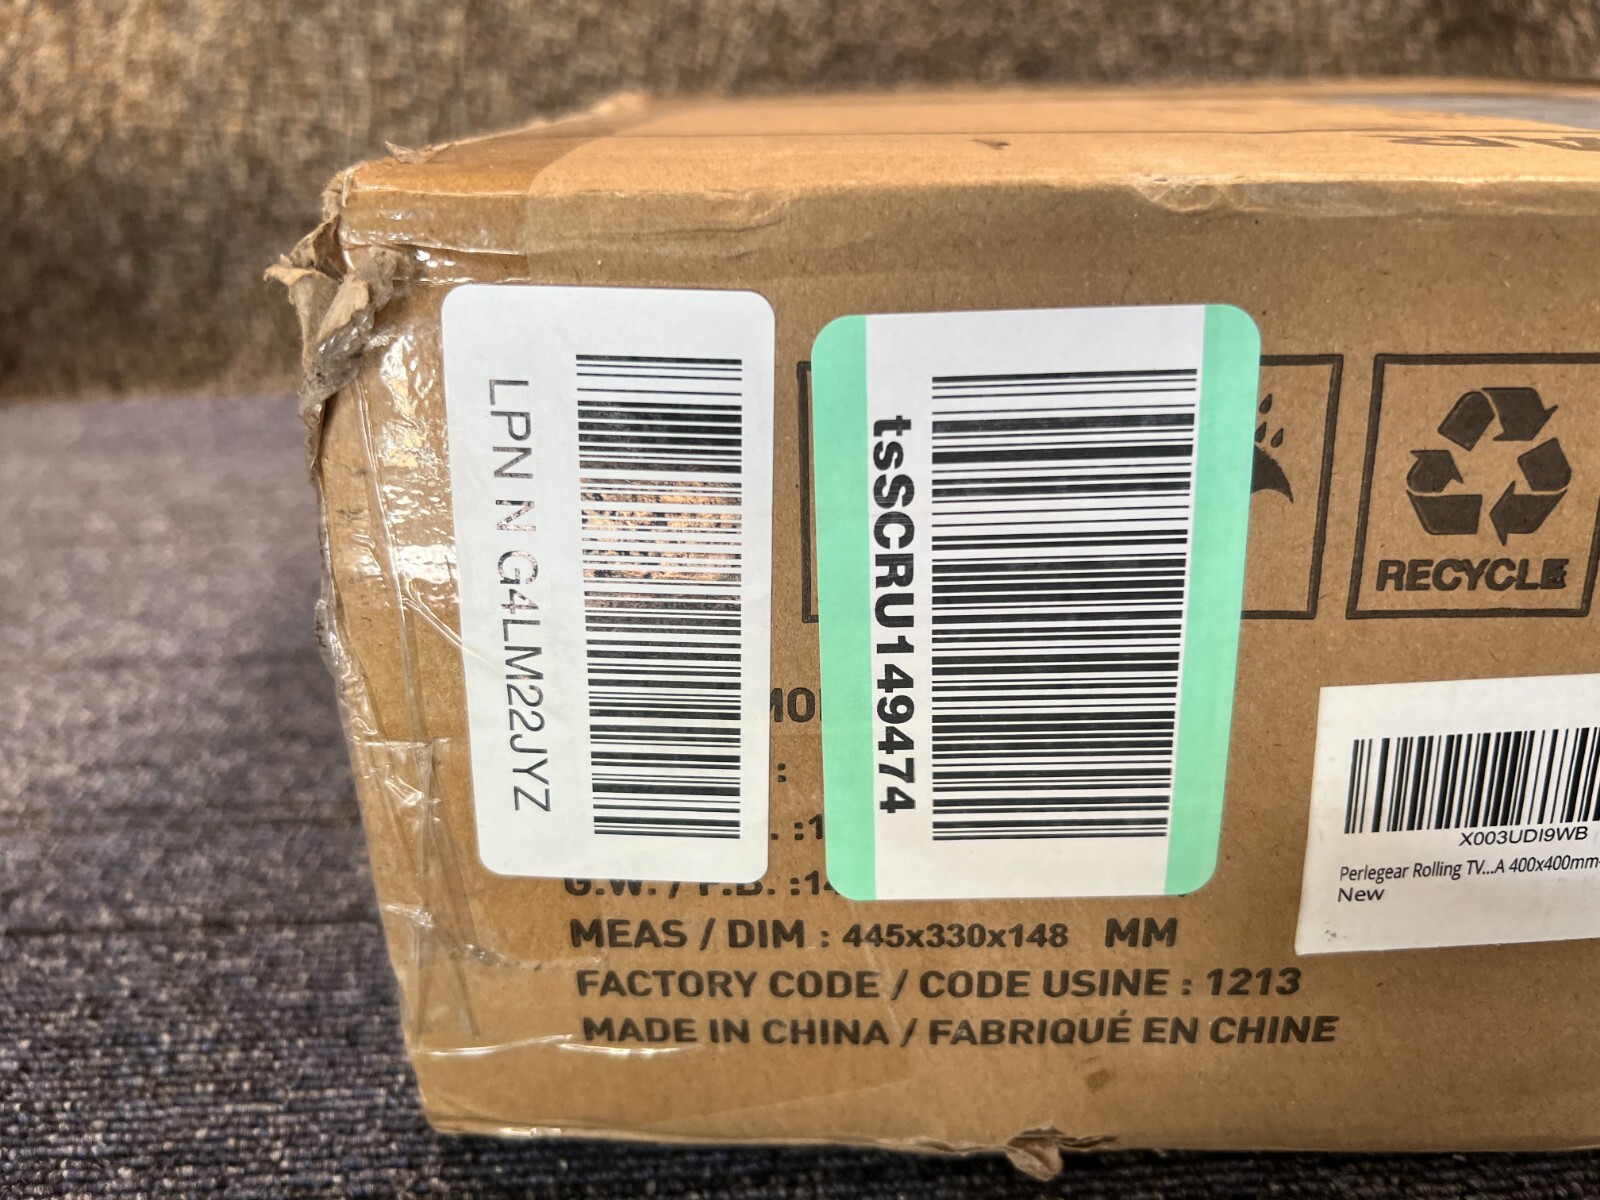 LPN N G4LM22JYZ
tsSCRU149474
RECYCLE
X003UDI9WB
Perlegear Rolling TV...A 400x400mm-
New
G.W. / P.B. :14
MEAS / DIM : 445x330x148 MM
FACTORY CODE / CODE USINE : 1213
MADE IN CHINA / FABRIQUÉ EN CHINE